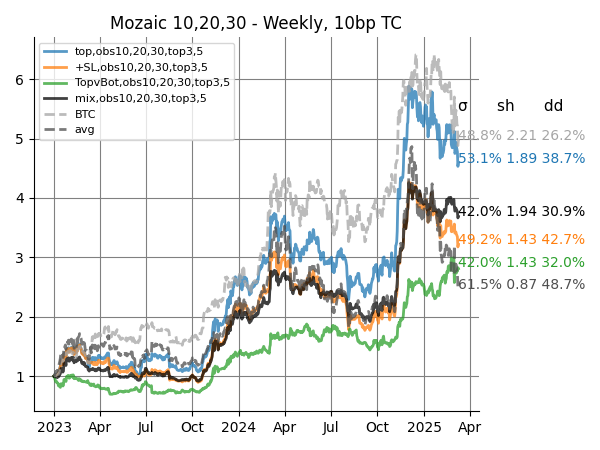 Mozaic 10,20,30 - Weekly, 10bp TC
top,obs10,20,30,top3,5
+SL,obs10,20,30,top3,5
TopvBot,obs10,20,30,top3,5
mix,obs10,20,30,top3,5
BTC
avg
σ sh dd
48.8% 2.21 26.2%
53.1% 1.89 38.7%
42.0% 1.94 30.9%
49.2% 1.43 42.7%
42.0% 1.43 32.0%
61.5% 0.87 48.7%
6
5
4
3
2
1
2023 Apr Jul Oct 2024 Apr Jul Oct 2025 Apr